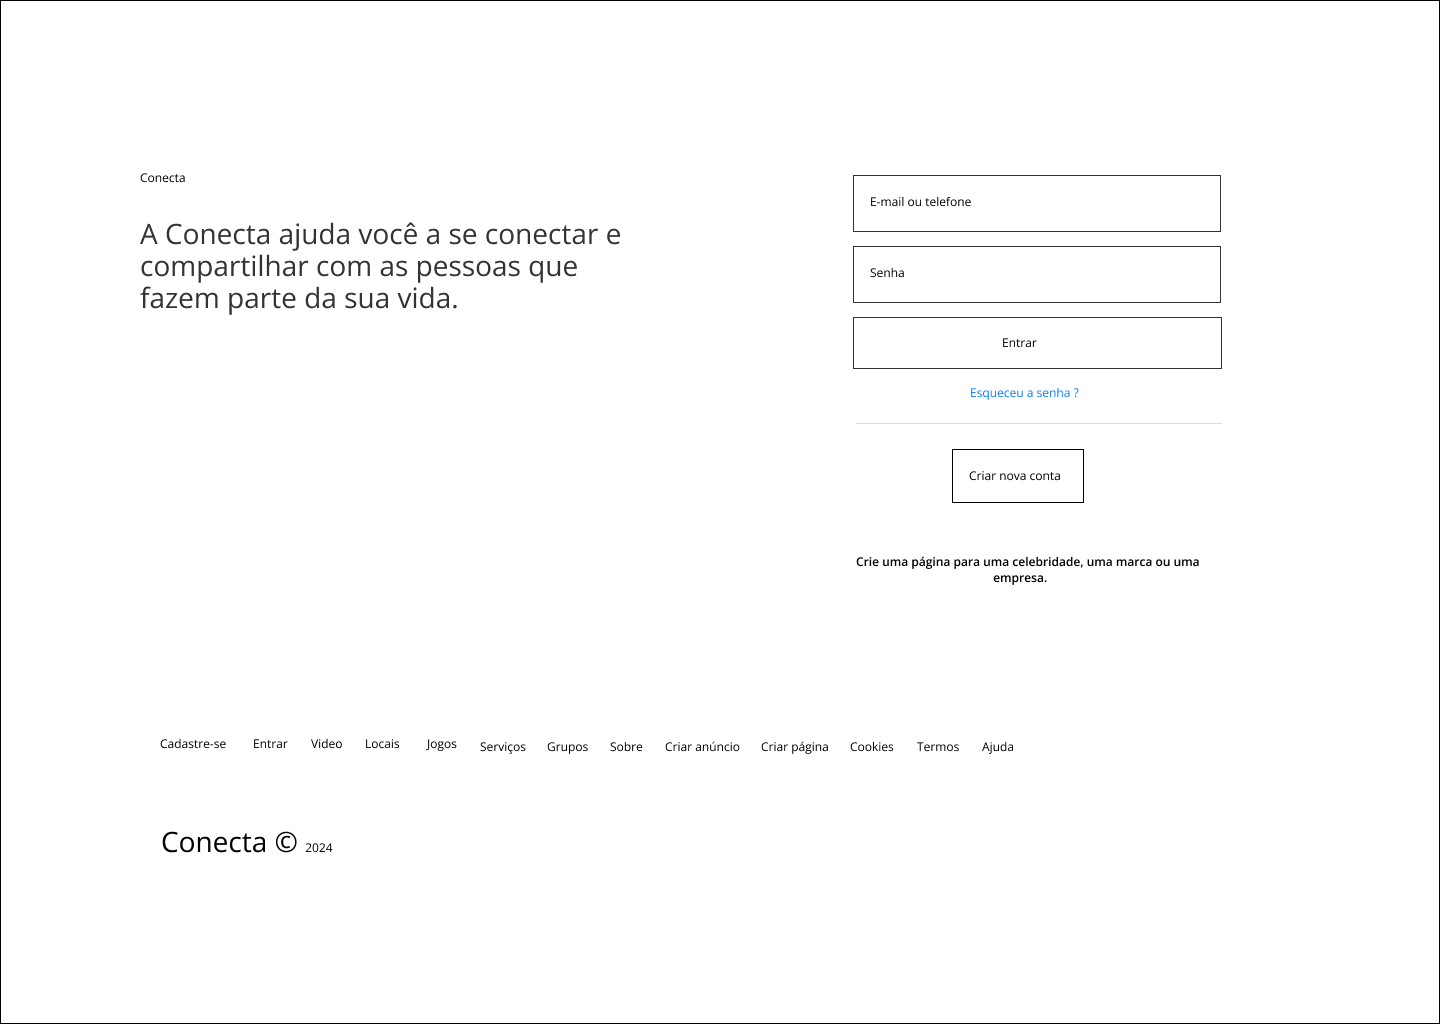 Conecta
A Conecta ajuda você a se conectar e
compartilhar com as pessoas que
fazem parte da sua vida.
E-mail ou telefone
Senha
Entrar
Esqueceu a senha ?
Criar nova conta
Crie uma página para uma celebridade, uma marca ou uma
empresa.
Cadastre-se Entrar Video Locais Jogos Serviços Grupos Sobre Criar anúncio Criar página Cookies Termos Ajuda
Conecta © 2024